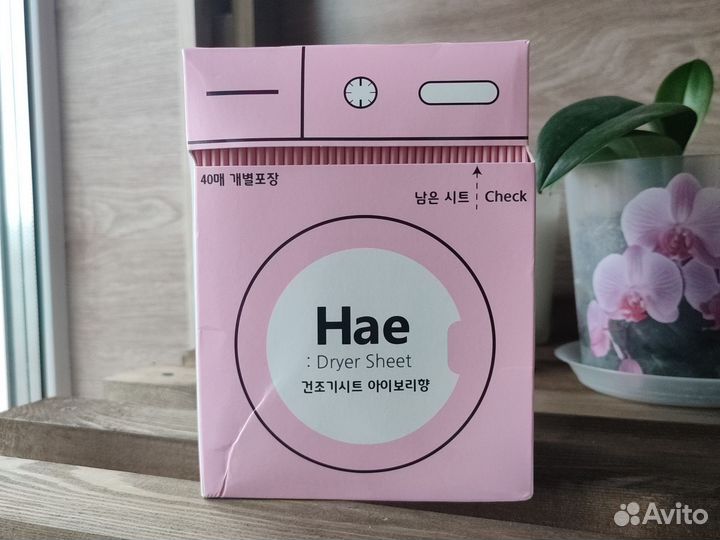 40매 개별포장
남은 시트 Check
Hae
: Dryer Sheet
건조기시트 아이보리향
Avito